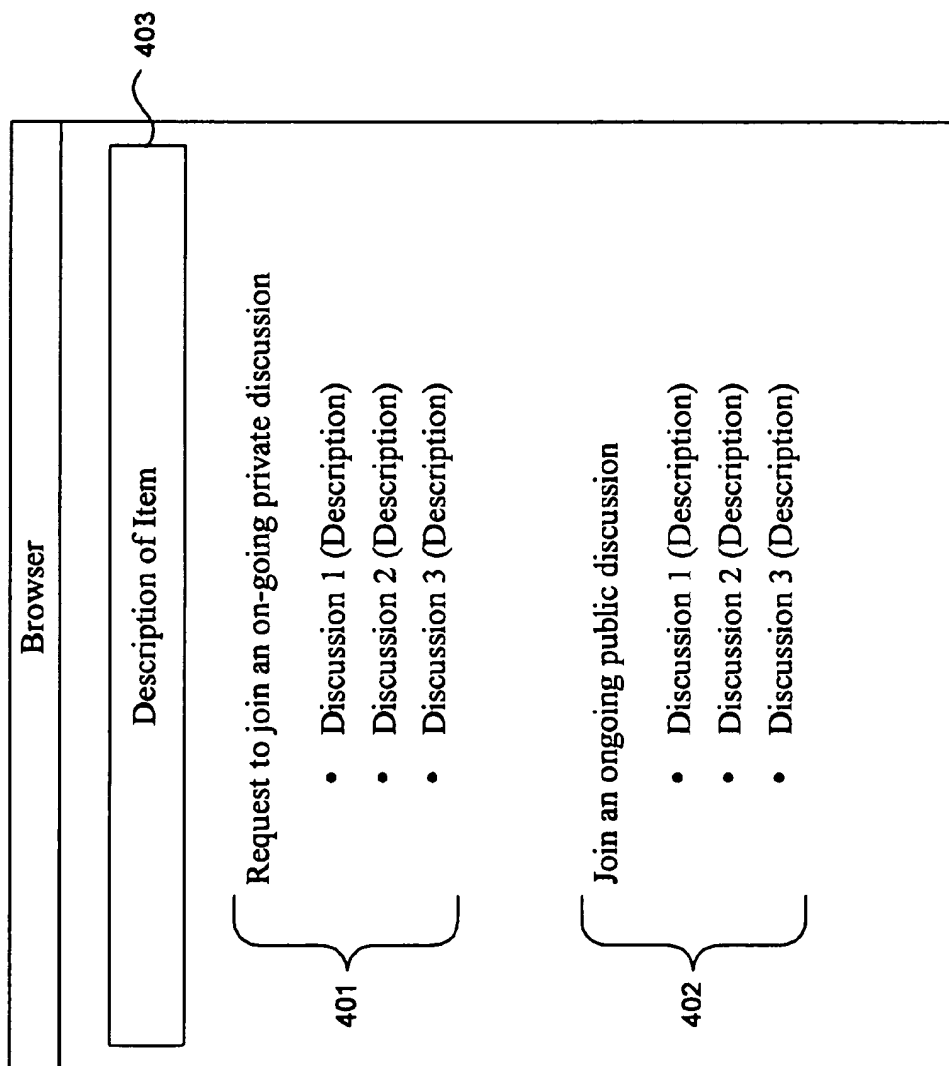 Browser
403
Description of Item
Request to join an on-going private discussion
401
• Discussion 1 (Description)
• Discussion 2 (Description)
• Discussion 3 (Description)
Join an ongoing public discussion
402
• Discussion 1 (Description)
• Discussion 2 (Description)
• Discussion 3 (Description)